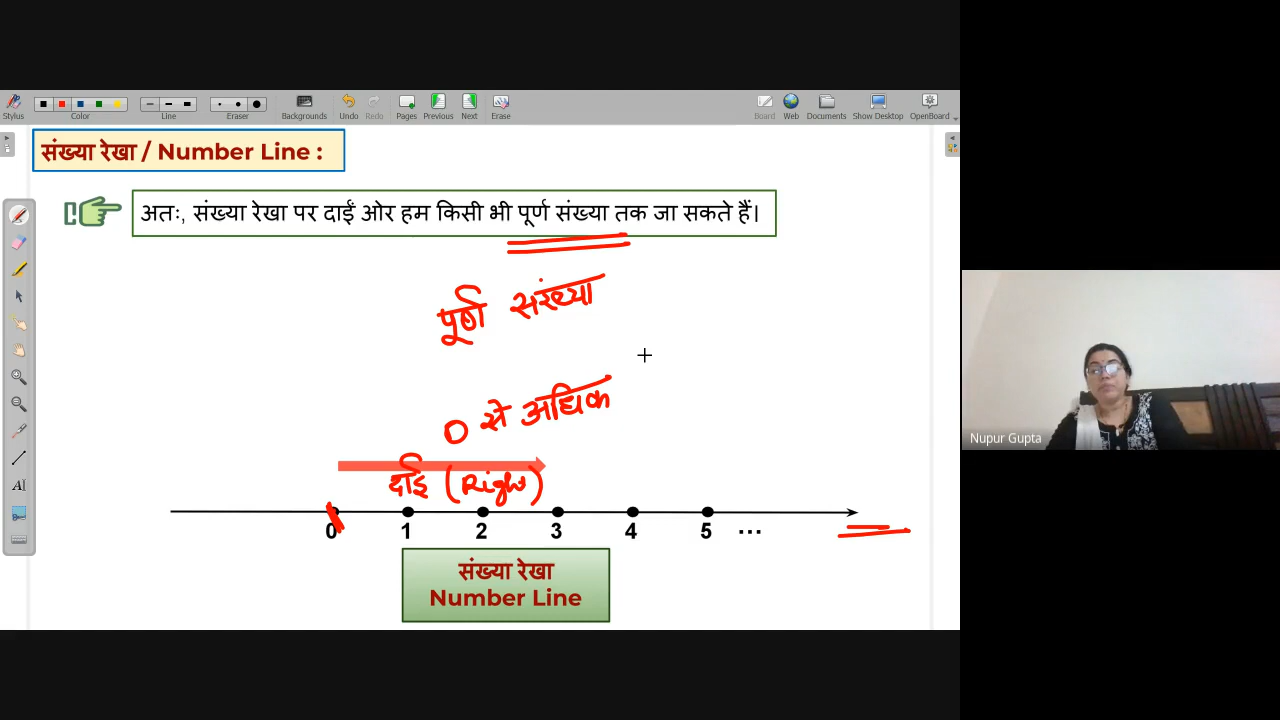 Stylus Color Line Eraser Backgrounds Undo Redo Pages Previous Next Erase Board Web Documents Show Desktop OpenBoard
संख्या रेखा / Number Line :
अतः, संख्या रेखा पर दाईं ओर हम किसी भी पूर्ण संख्या तक जा सकते हैं।
पूर्ण संख्या
0 से अधिक
दाईं (Right)
0 1 2 3 4 5 ...
संख्या रेखा
Number Line
Nupur Gupta